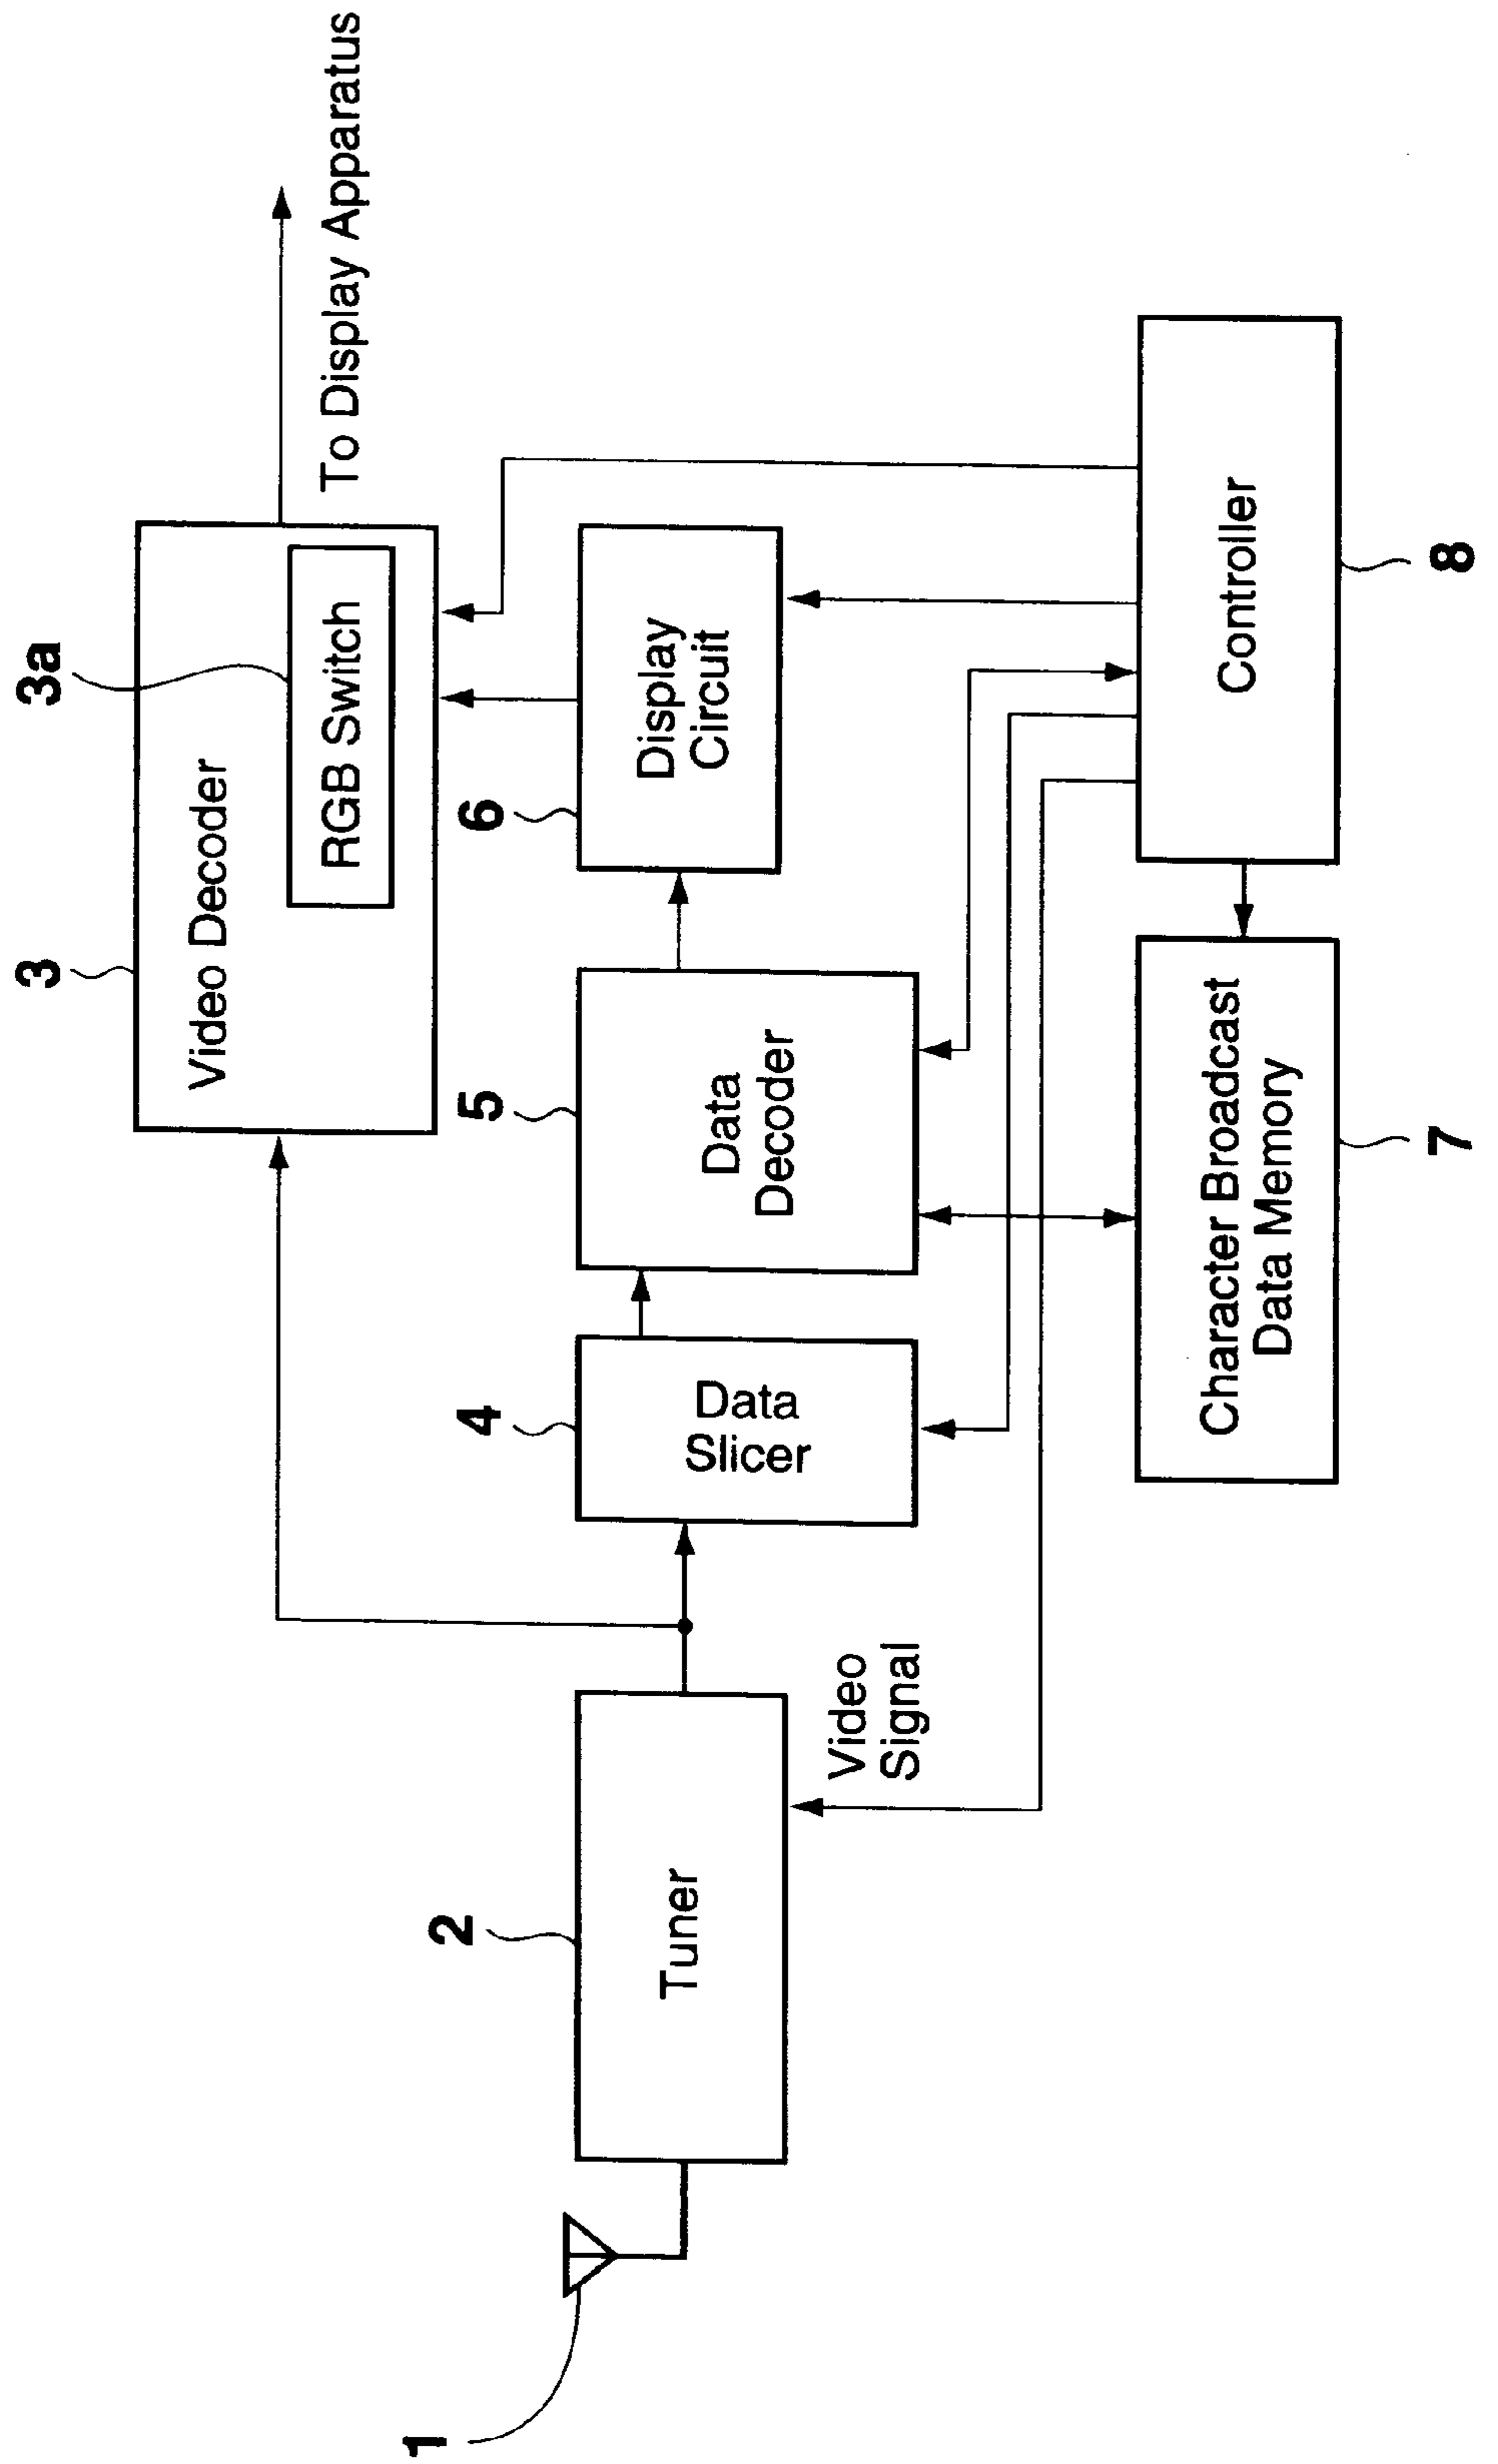 3
3a
Video Decoder
RGB Switch
To Display Apparatus
1
2
4
5
6
Tuner
Data
Slicer
Data
Decoder
Display
Circuit
Video
Signal
Character Broadcast
Data Memory
Controller
7
8